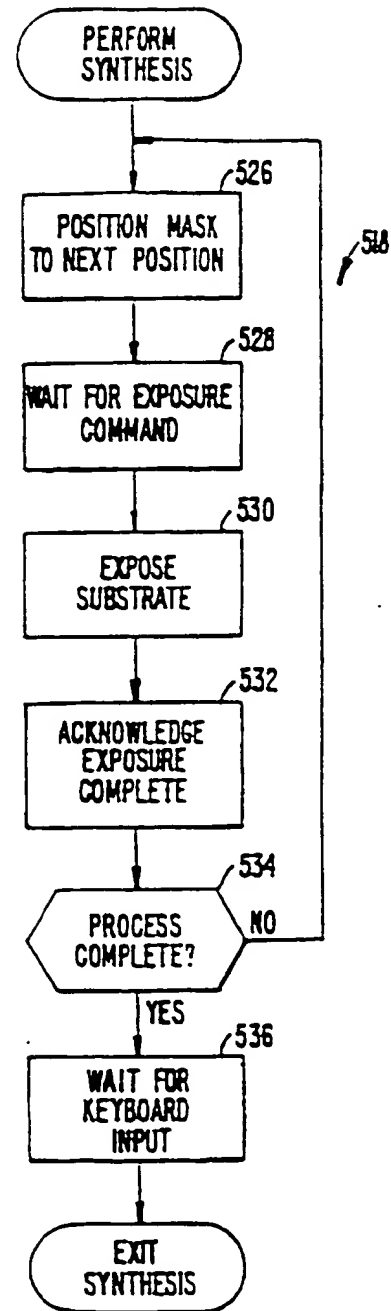 PERFORM
SYNTHESIS
526
POSITION MASK
TO NEXT POSITION
518
528
WAIT FOR EXPOSURE
COMMAND
530
EXPOSE
SUBSTRATE
532
ACKNOWLEDGE
EXPOSURE
COMPLETE
534
PROCESS
COMPLETE?
NO
YES
536
WAIT FOR
KEYBOARD
INPUT
EXIT
SYNTHESIS